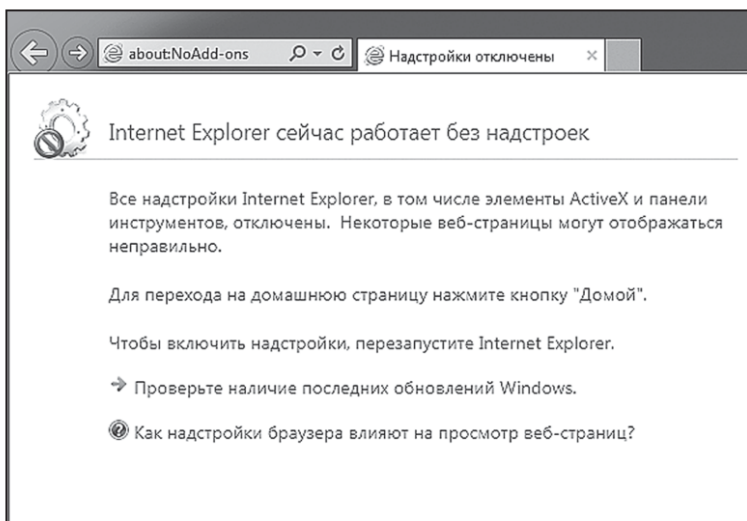 about:NoAdd-ons
Надстройки отключены
Internet Explorer сейчас работает без надстроек
Все надстройки Internet Explorer, в том числе элементы ActiveX и панели
инструментов, отключены. Некоторые веб-страницы могут отображаться
неправильно.
Для перехода на домашнюю страницу нажмите кнопку "Домой".
Чтобы включить надстройки, перезапустите Internet Explorer.
Проверьте наличие последних обновлений Windows.
Как надстройки браузера влияют на просмотр веб-страниц?